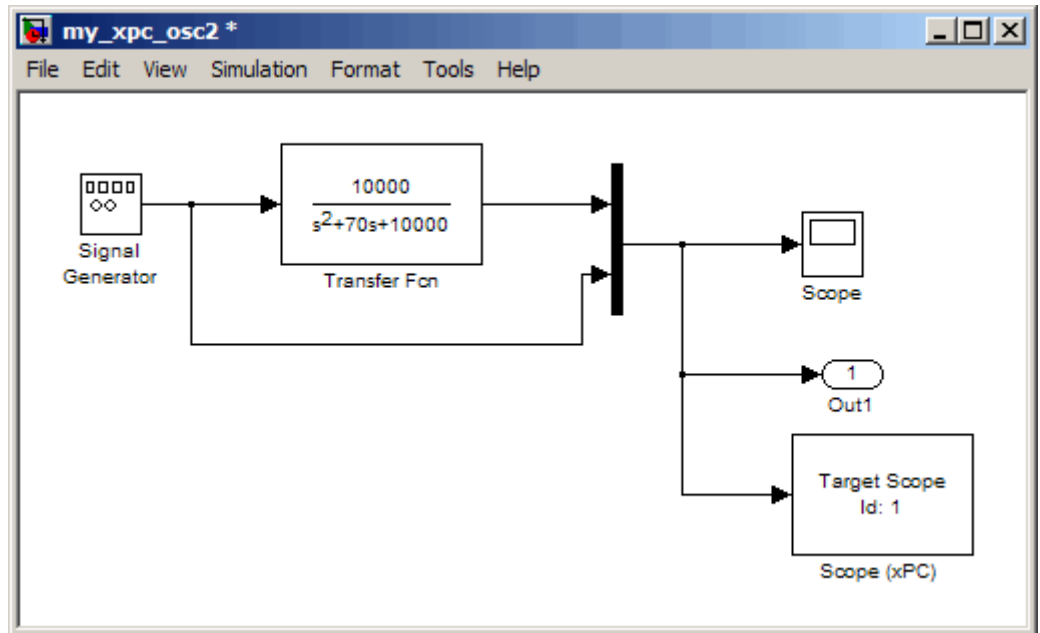 my_xpc_osc2 *
File Edit View Simulation Format Tools Help
10000
s²+70s+10000
Signal
Generator
Transfer Fcn
Scope
1
Out1
Target Scope
Id: 1
Scope (xPC)